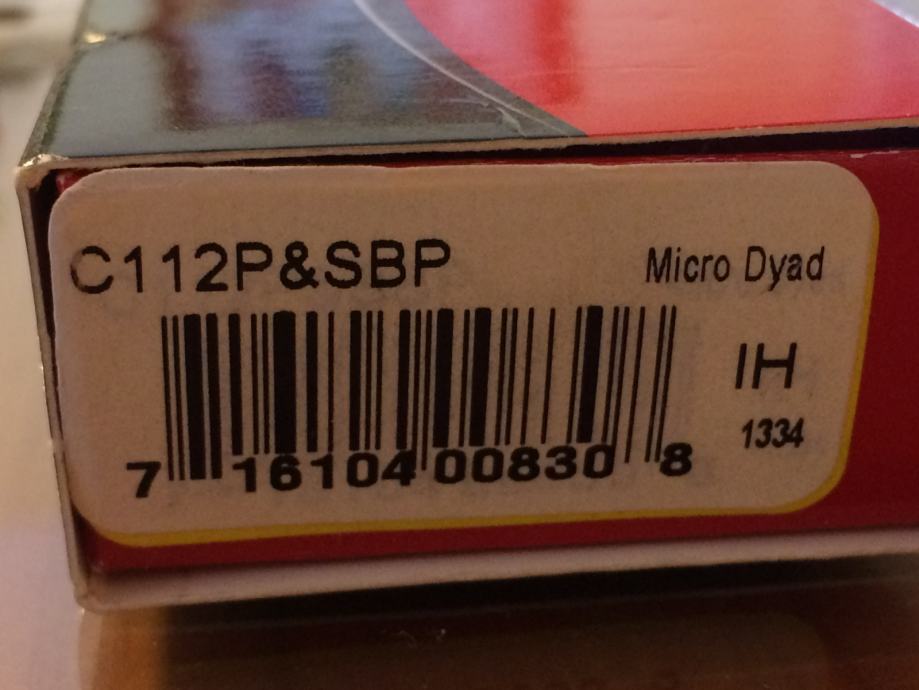 C112P&SBP
Micro Dyad
IH
1334
7 16104 00830 8